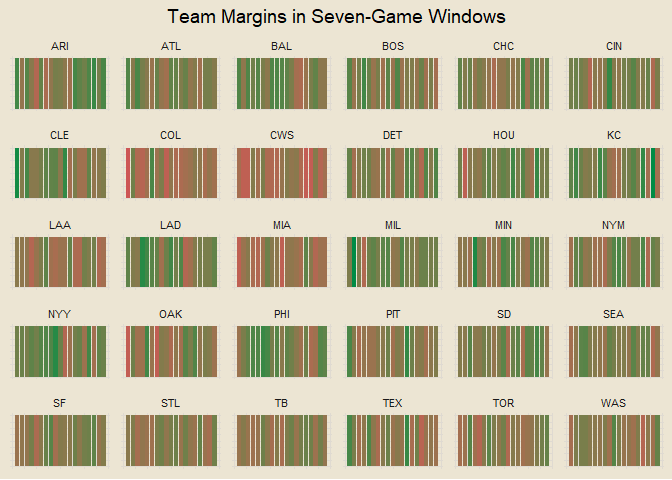 Team Margins in Seven-Game Windows
ARI ATL BAL BOS CHC CIN
CLE COL CWS DET HOU KC
LAA LAD MIA MIL MIN NYM
NYY OAK PHI PIT SD SEA
SF STL TB TEX TOR WAS